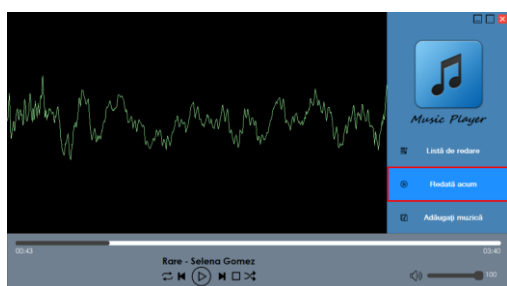 Music Player
Listă de redare
Redată acum
Adăugați muzică
00:43
03:40
Rare - Selena Gomez
100